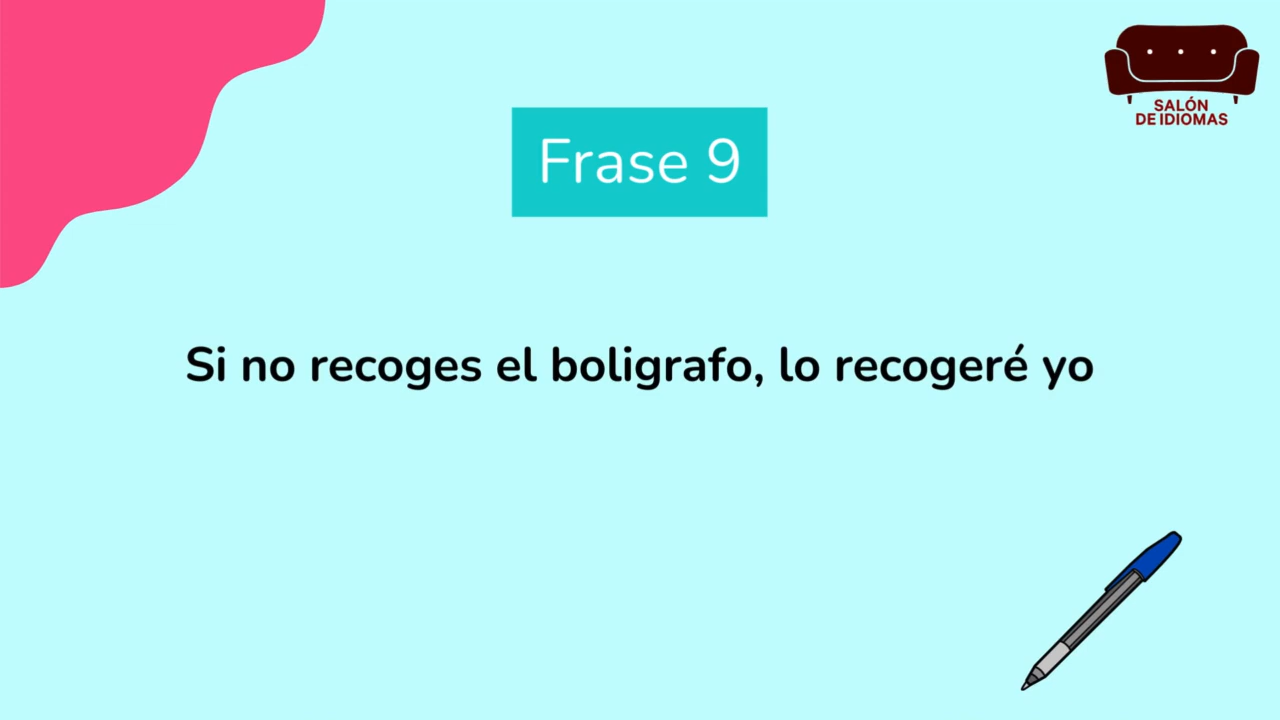 SALÓN
DE IDIOMAS
Frase 9
Si no recoges el boligrafo, lo recogeré yo